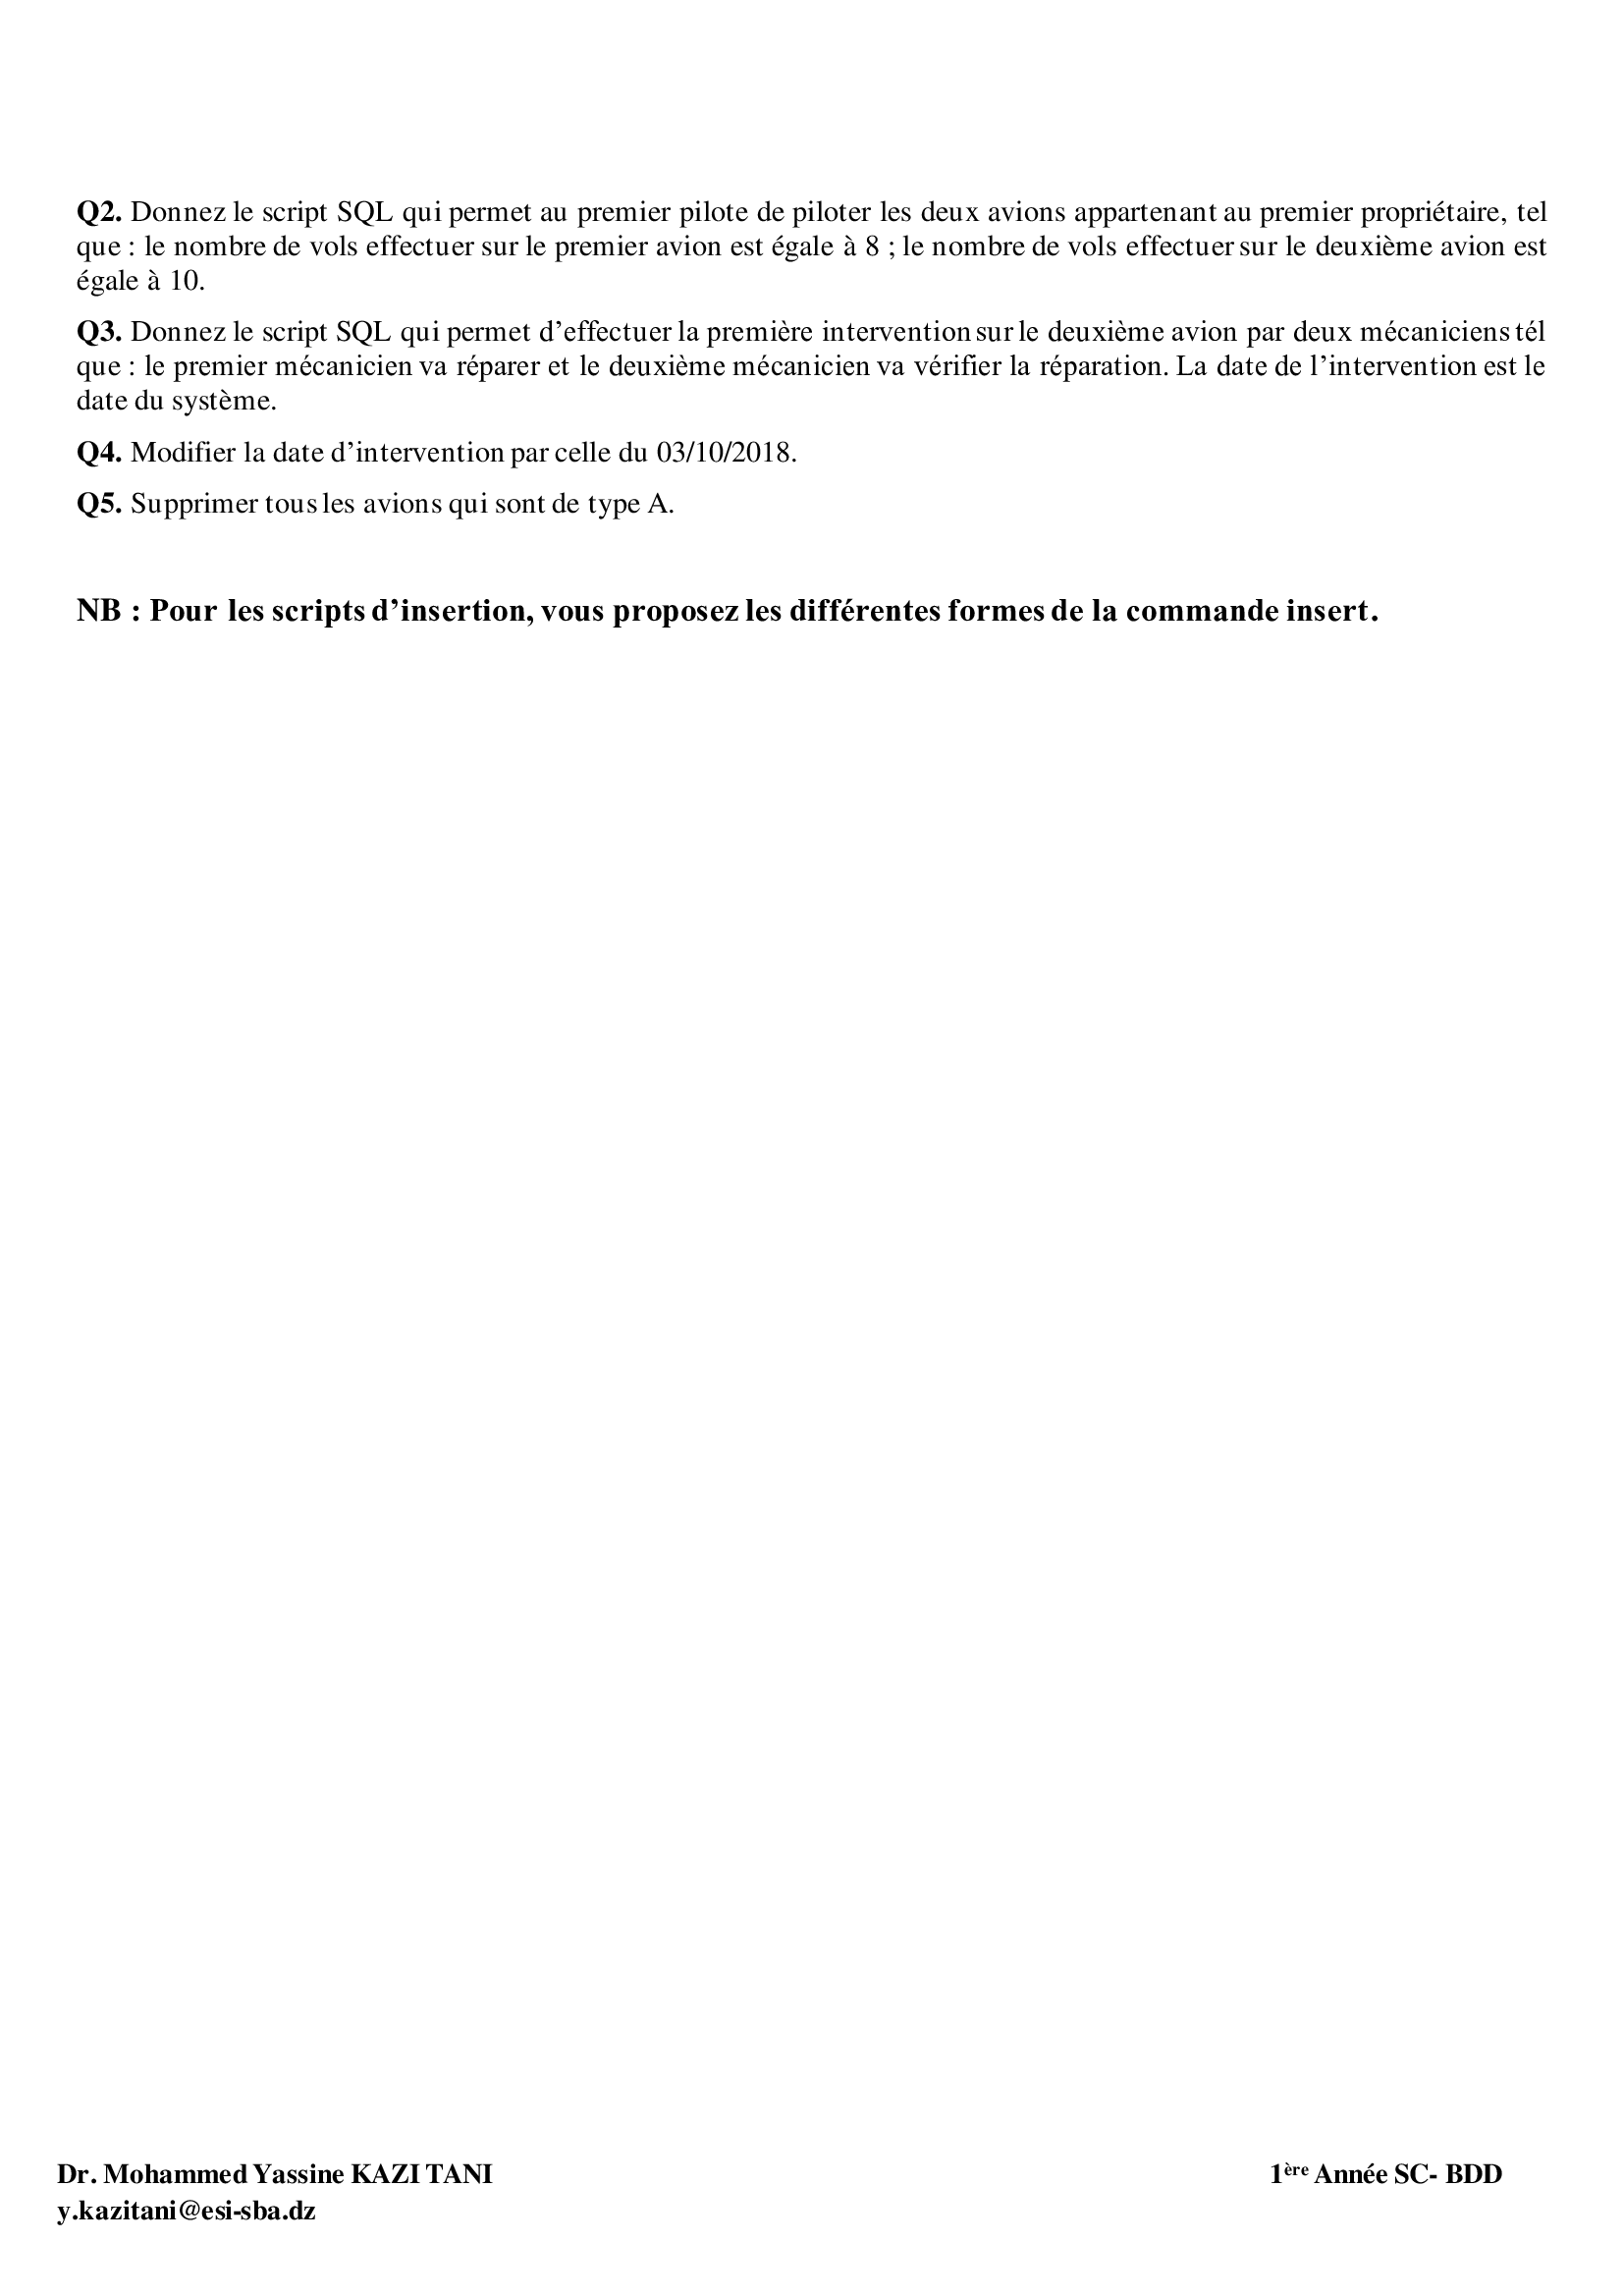 Q2. Donnez le script SQL qui permet au premier pilote de piloter les deux avions appartenant au premier propriétaire, tel
que : le nombre de vols effectuer sur le premier avion est égale à 8 ; le nombre de vols effectuer sur le deuxième avion est
égale à 10.
Q3. Donnez le script SQL qui permet d’effectuer la première intervention sur le deuxième avion par deux mécaniciens tél
que : le premier mécanicien va réparer et le deuxième mécanicien va vérifier la réparation. La date de l’intervention est le
date du système.
Q4. Modifier la date d’intervention par celle du 03/10/2018.
Q5. Supprimer tous les avions qui sont de type A.
NB : Pour les scripts d’insertion, vous proposez les différentes formes de la commande insert.
Dr. Mohammed Yassine KAZI TANI 1ère Année SC- BDD
y.kazitani@esi-sba.dz